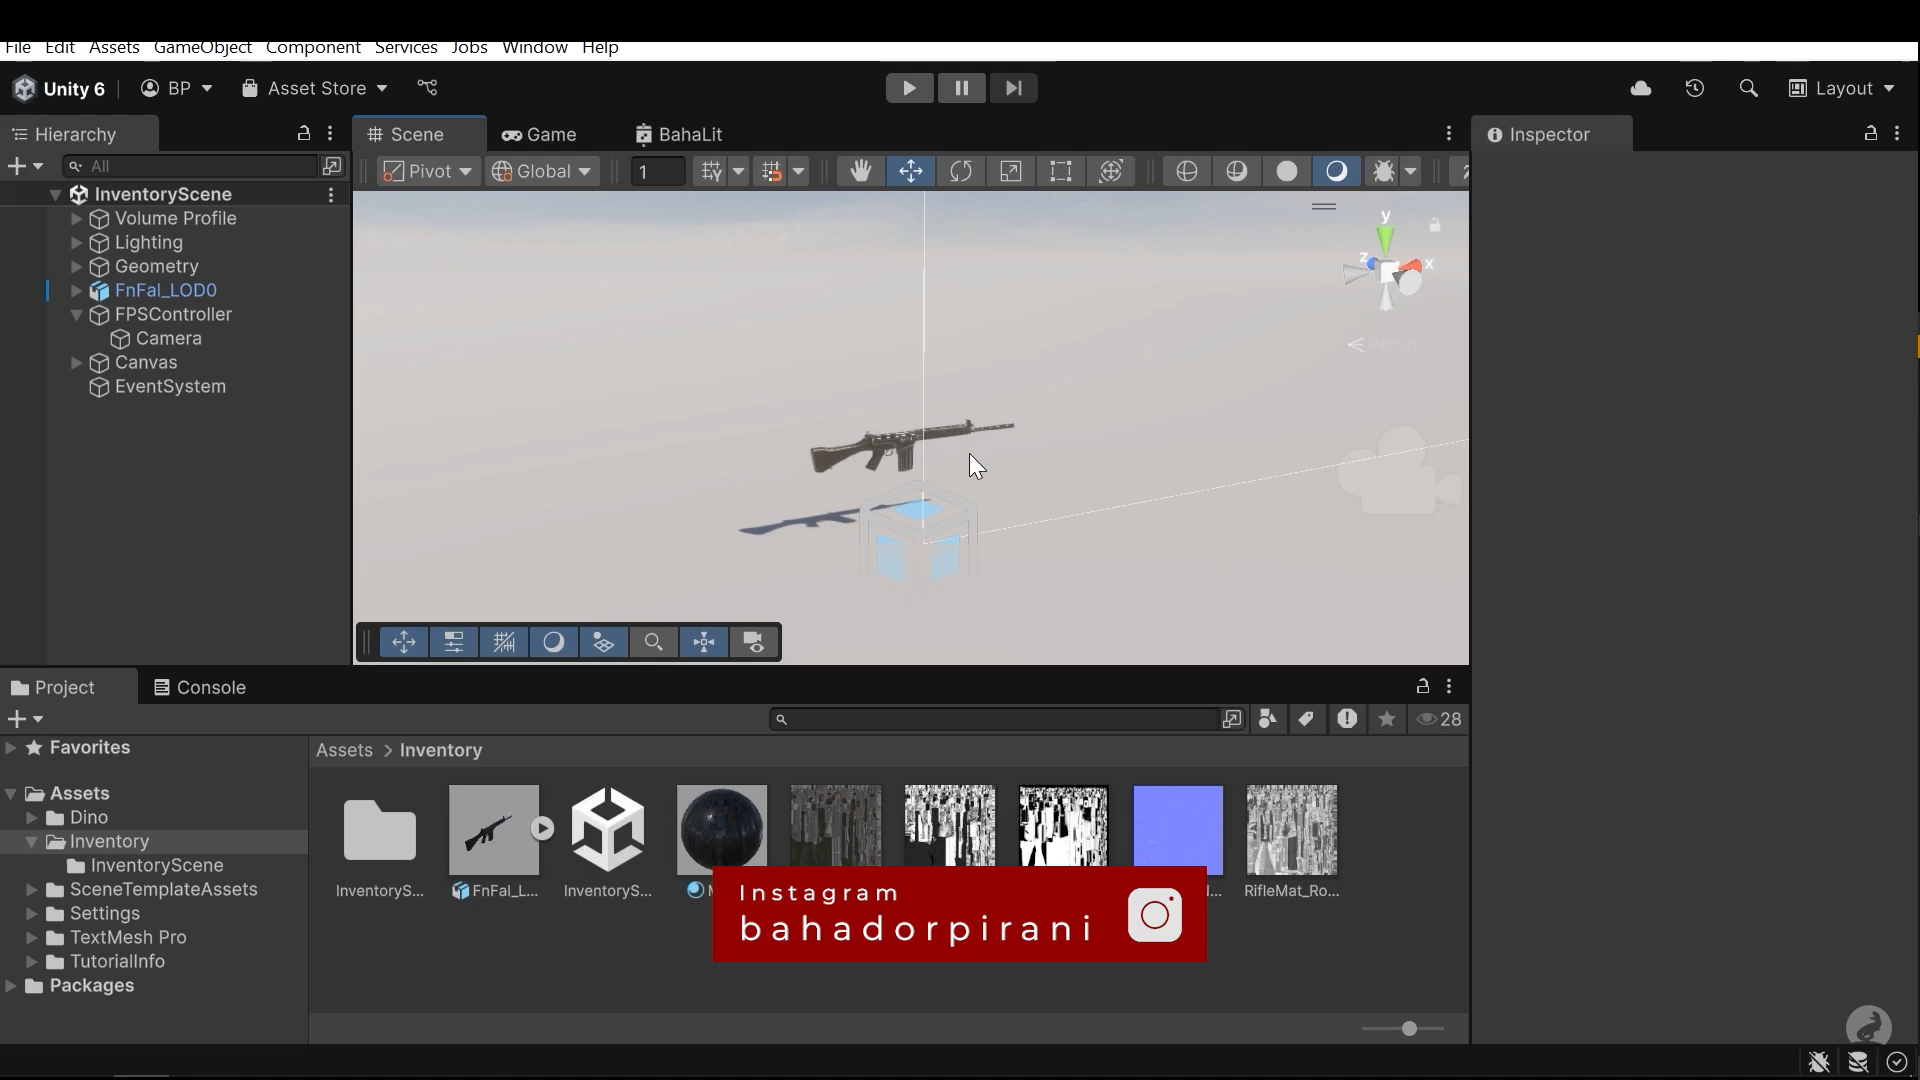 File Edit Assets GameObject Component Services Jobs Window Help
Unity 6 BP Asset Store Layout
Hierarchy Scene Game BahaLit Inspector
All Pivot Global 1
InventoryScene
Volume Profile
Lighting
Geometry
FnFal_LOD0
FPSController
Camera
Canvas
EventSystem
y
z x
Persp
Project Console
28
Favorites
Assets > Inventory
Assets
Dino
Inventory
InventoryScene
SceneTemplateAssets
Settings
TextMesh Pro
TutorialInfo
Packages
InventoryS... FnFal_L... InventoryS... RifleMat_Ro...
Instagram
bahadorpirani